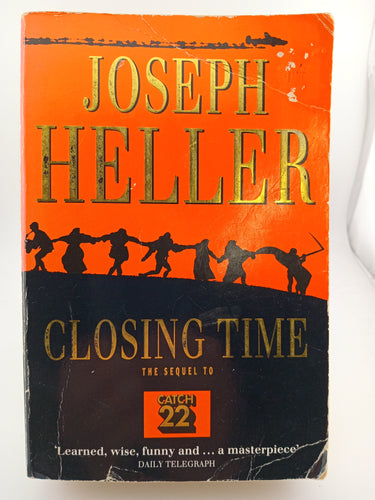 JOSEPH
HELLER
CLOSING TIME
THE SEQUEL TO
CATCH
22
'Learned, wise, funny and ... a masterpiece'
DAILY TELEGRAPH